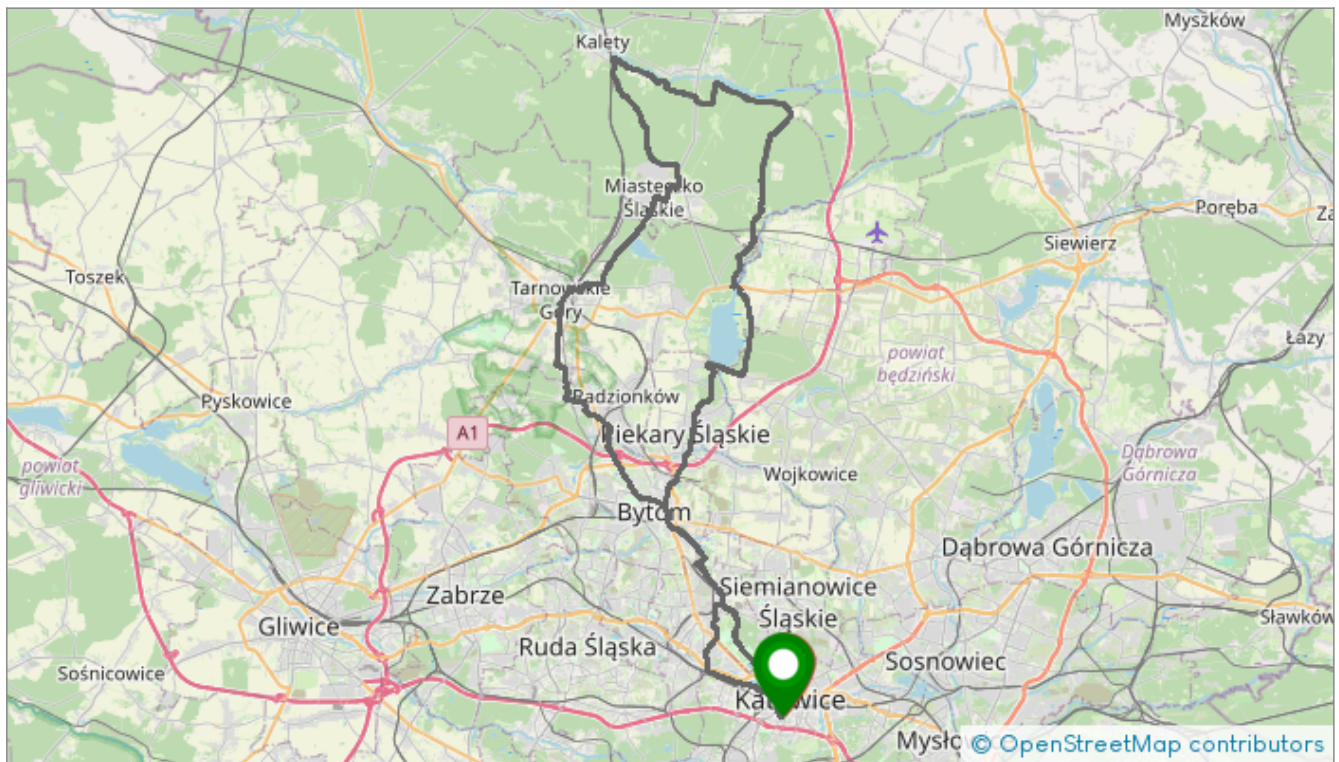 Myszków
Kalety
Miasteczko
Śląskie
Poręba
Siewierz
Toszek
Tarnowskie
Góry
Łazy
powiat
będziński
Pyskowice
Radzionków
A1
Piekary Śląskie
Dąbrowa
Górnicza
powiat
gliwicki
Wojkowice
Bytom
Dąbrowa Górnicza
Siemianowice
Śląskie
Zabrze
Sławków
Gliwice
Ruda Śląska
Sosnowiec
Sośnicowice
Katowice
© OpenStreetMap contributors